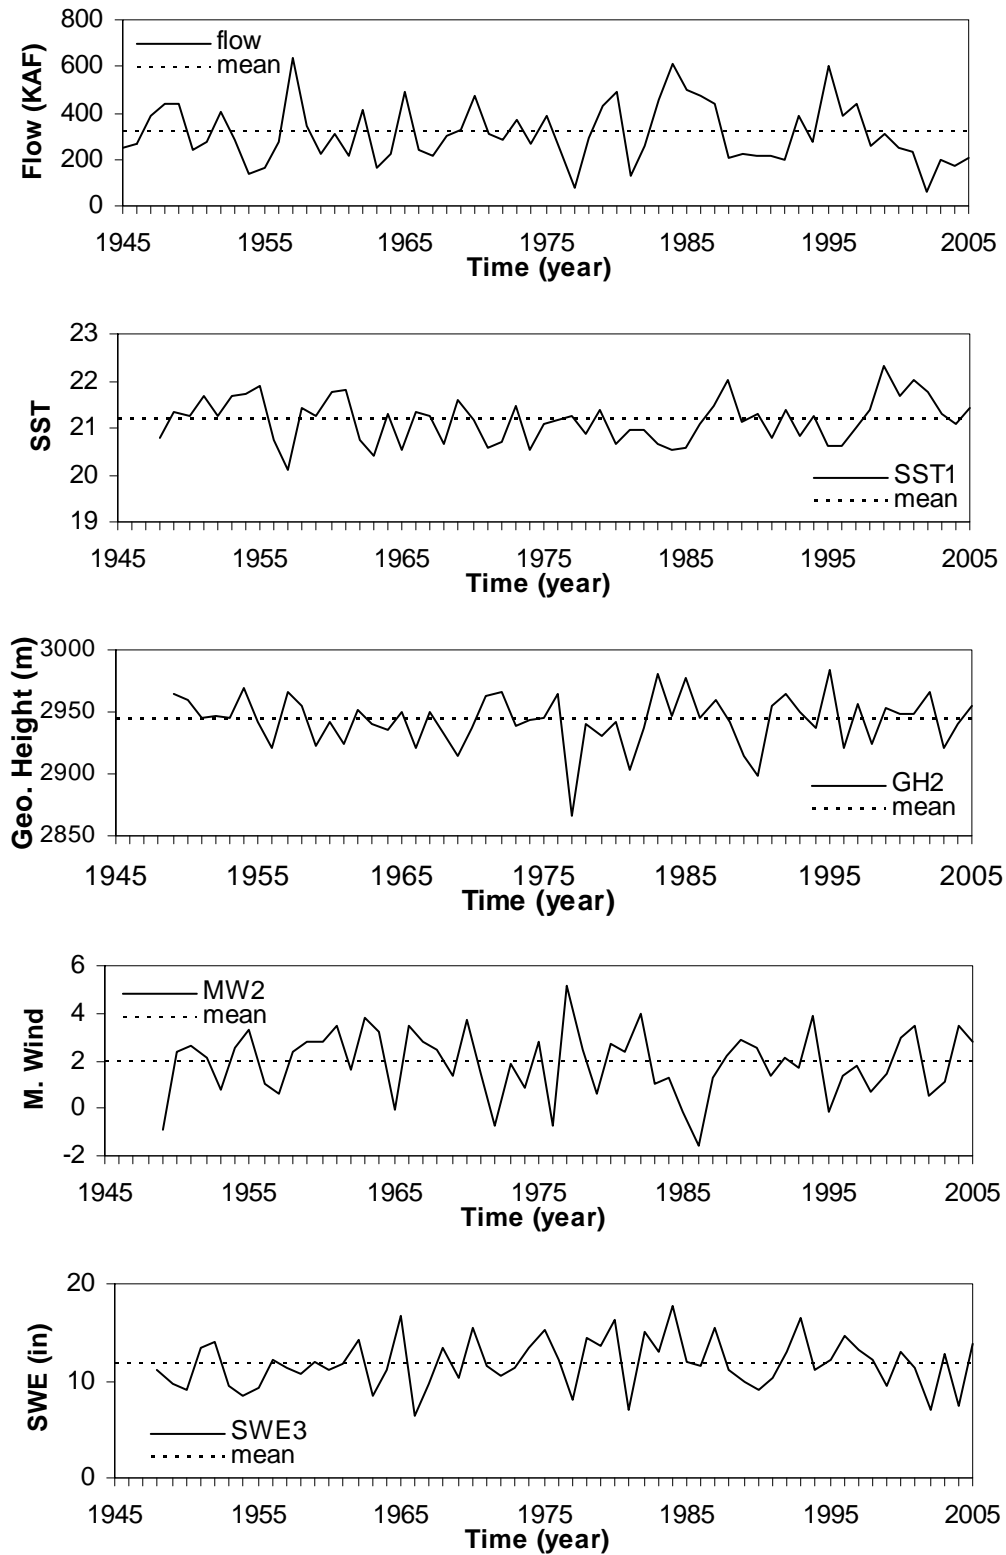 800
600
400
200
0
Flow (KAF)
flow
mean
1945 1955 1965 1975 1985 1995 2005
Time (year)
23
22
21
20
19
SST
SST1
mean
1945 1955 1965 1975 1985 1995 2005
Time (year)
3000
2950
2900
2850
Geo. Height (m)
GH2
mean
1945 1955 1965 1975 1985 1995 2005
Time (year)
6
4
2
0
-2
M. Wind
MW2
mean
1945 1955 1965 1975 1985 1995 2005
Time (year)
20
10
0
SWE (in)
SWE3
mean
1945 1955 1965 1975 1985 1995 2005
Time (year)